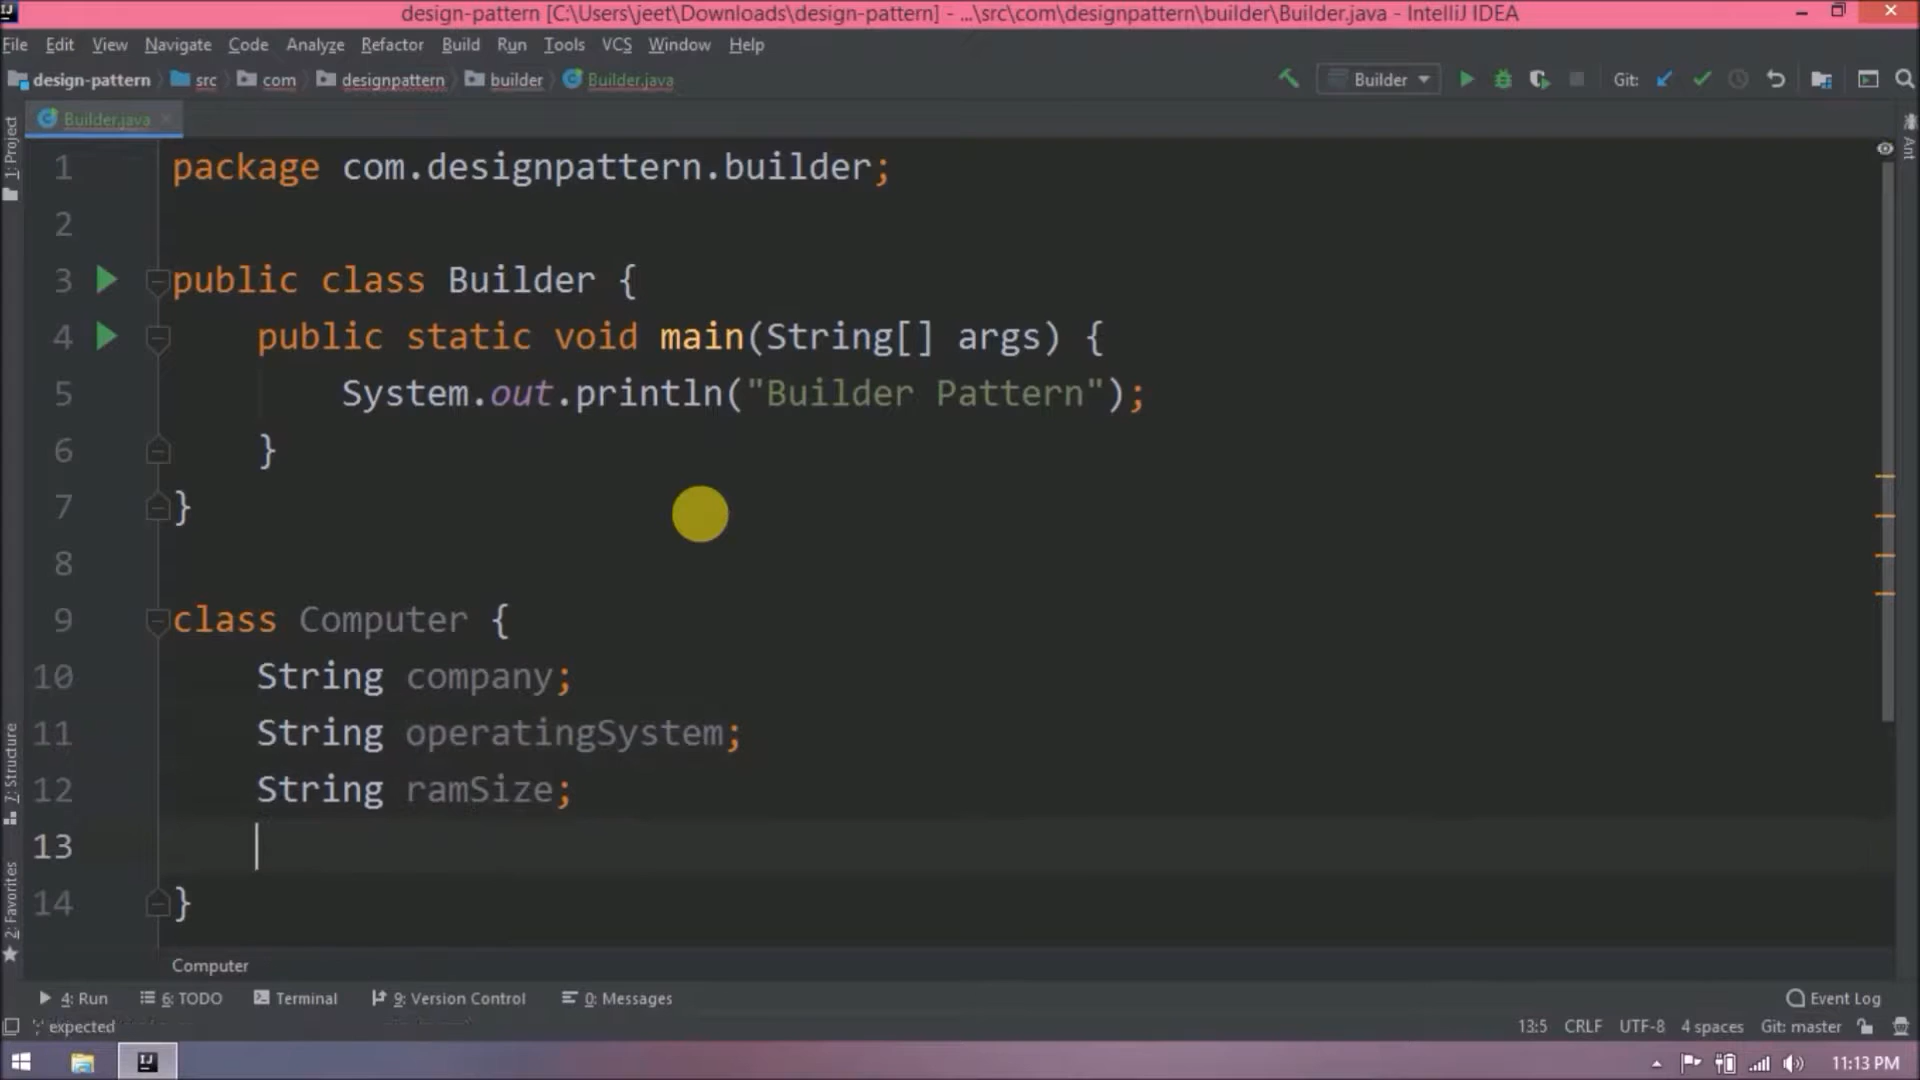 design-pattern [C:\Users\jeet\Downloads\design-pattern] - ...\src\com\designpattern\builder\Builder.java - IntelliJ IDEA
File Edit View Navigate Code Analyze Refactor Build Run Tools VCS Window Help
design-pattern src com designpattern builder Builder.java Builder Git:
Builder.java
1: Project
Ant
1 package com.designpattern.builder;
2
3 public class Builder {
4 public static void main(String[] args) {
5 System.out.println("Builder Pattern");
6 }
7 }
8
9 class Computer {
10 String company;
11 String operatingSystem;
12 String ramSize;
13
14 }
7: Structure
2: Favorites
Computer
4: Run 6: TODO Terminal 9: Version Control 0: Messages Event Log
expected 13:5 CRLF UTF-8 4 spaces Git: master
IJ 11:13 PM